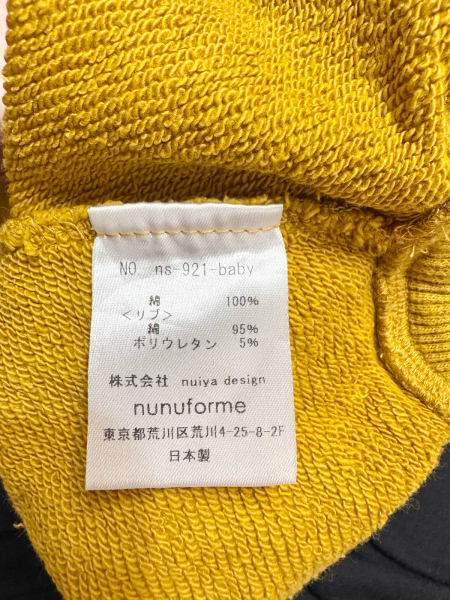 NO. ns-921-baby
綿 100%
<リブ>
綿 95%
ポリウレタン 5%
株式会社 nuiya design
nunuforme
東京都荒川区荒川4-25-8-2F
日本製